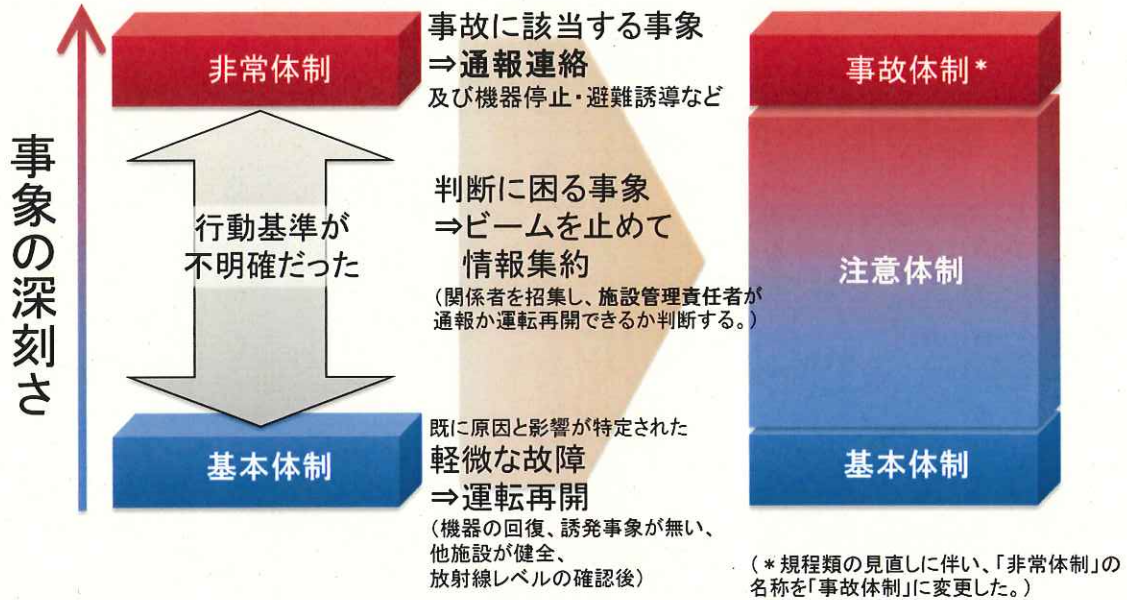 事象の深刻さ
非常体制
行動基準が
不明確だった
基本体制
事故に該当する事象
⇒通報連絡
及び機器停止・避難誘導など
判断に困る事象
⇒ビームを止めて
情報集約
(関係者を招集し、施設管理責任者が
通報か運転再開できるか判断する。)
既に原因と影響が特定された
軽微な故障
⇒運転再開
(機器の回復、誘発事象が無い、
他施設が健全、
放射線レベルの確認後)
事故体制*
注意体制
基本体制
(*規程類の見直しに伴い、「非常体制」の
名称を「事故体制」に変更した。)